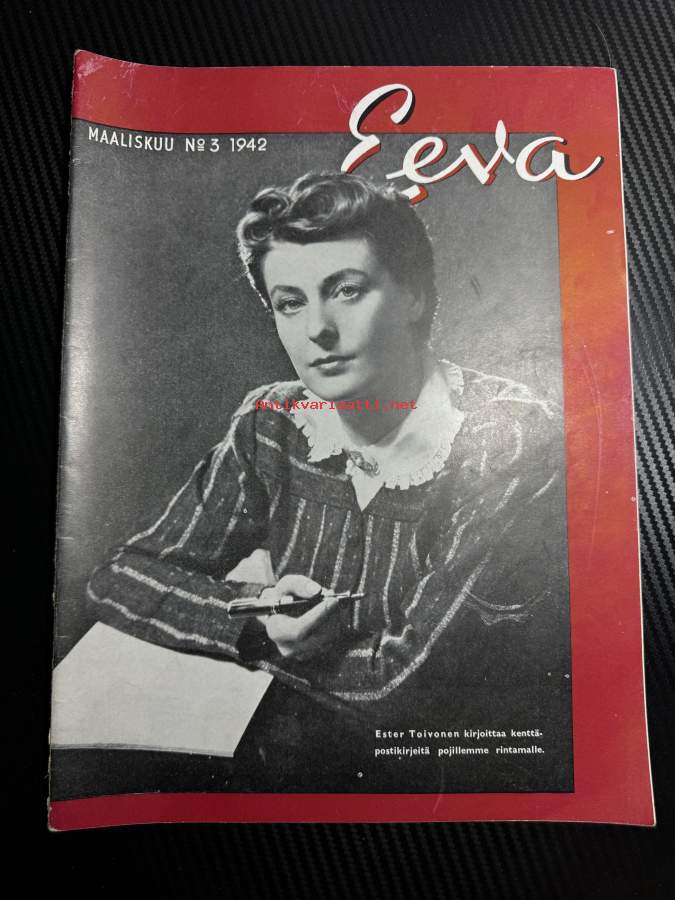 MAALISKUU Nº 3 1942
Eeva
Antikvariaatti.net
Ester Toivonen kirjoittaa kenttä-
postikirjeitä pojillemme rintamalle.